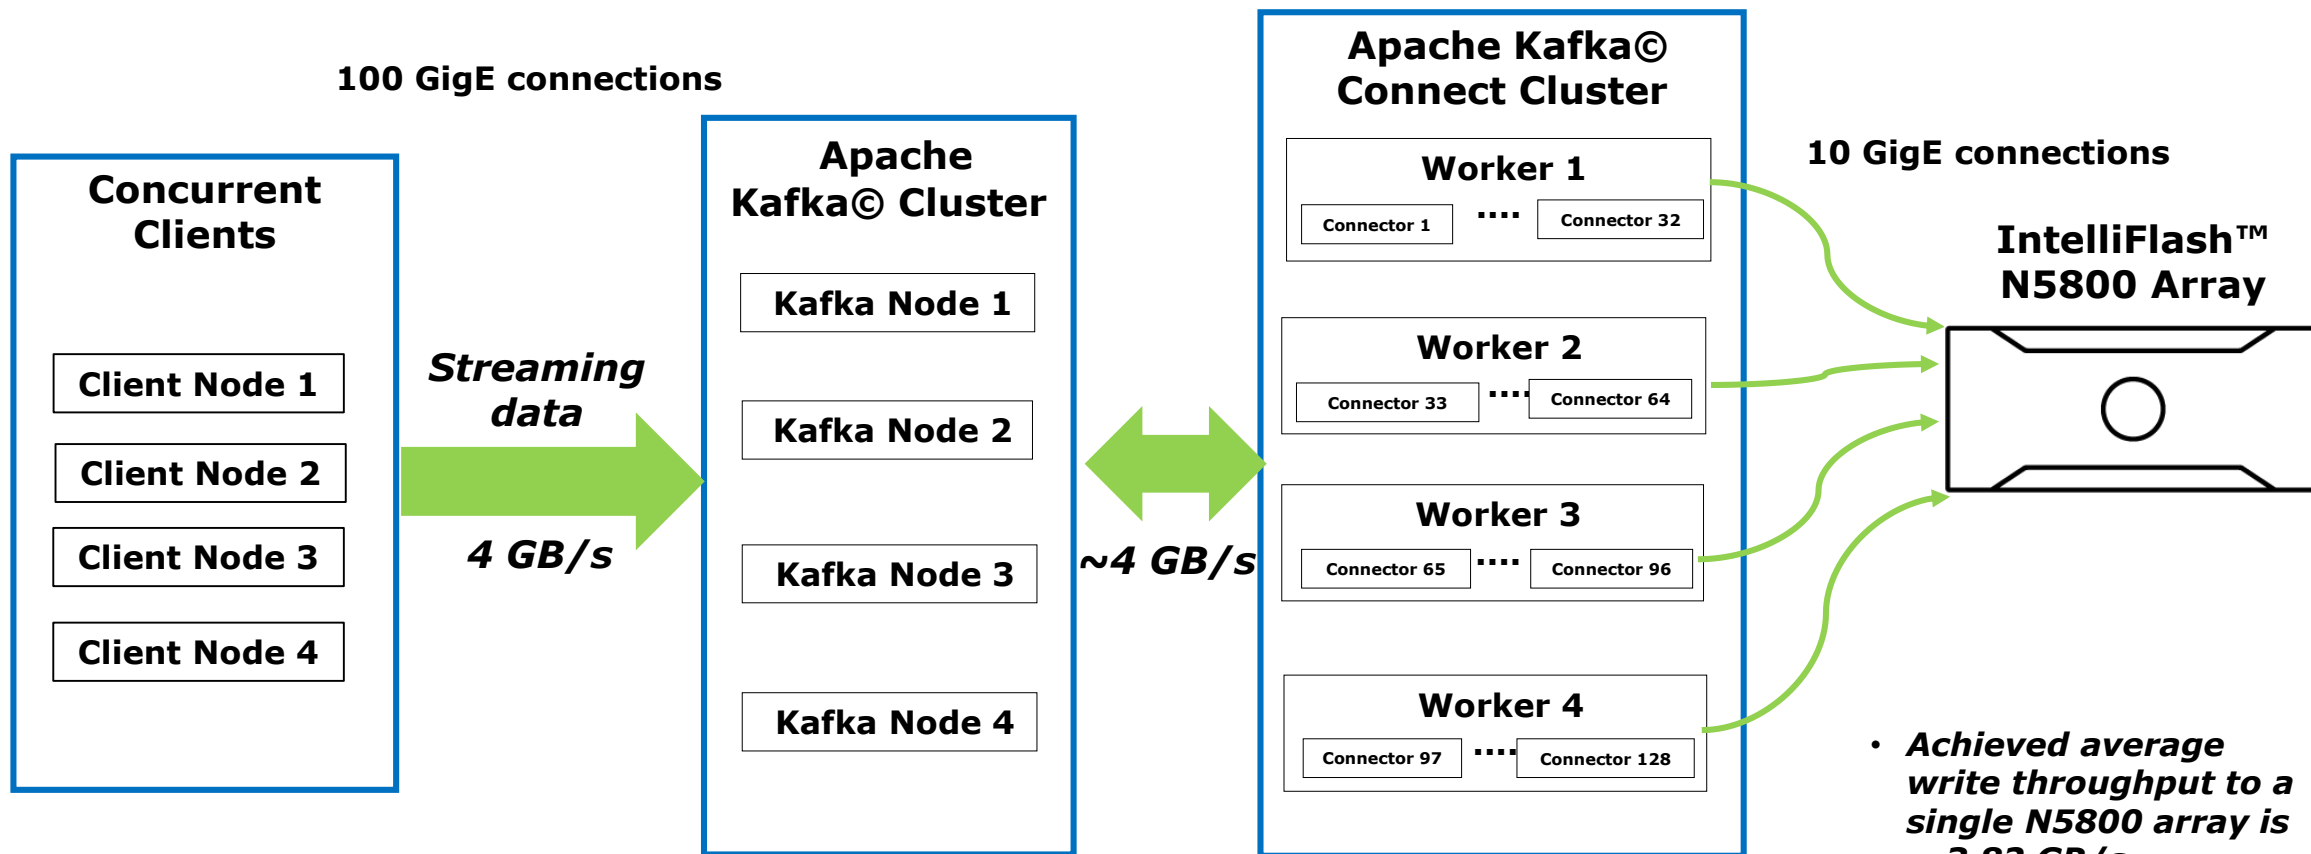 100 GigE connections
Concurrent
Clients
Client Node 1
Client Node 2
Client Node 3
Client Node 4
Streaming
data
4 GB/s
Apache
Kafka© Cluster
Kafka Node 1
Kafka Node 2
Kafka Node 3
Kafka Node 4
~4 GB/s
Apache Kafka©
Connect Cluster
Worker 1
Connector 1 .... Connector 32
Worker 2
Connector 33 .... Connector 64
Worker 3
Connector 65 .... Connector 96
Worker 4
Connector 97 .... Connector 128
10 GigE connections
IntelliFlash™
N5800 Array
• Achieved average
write throughput to a
single N5800 array is